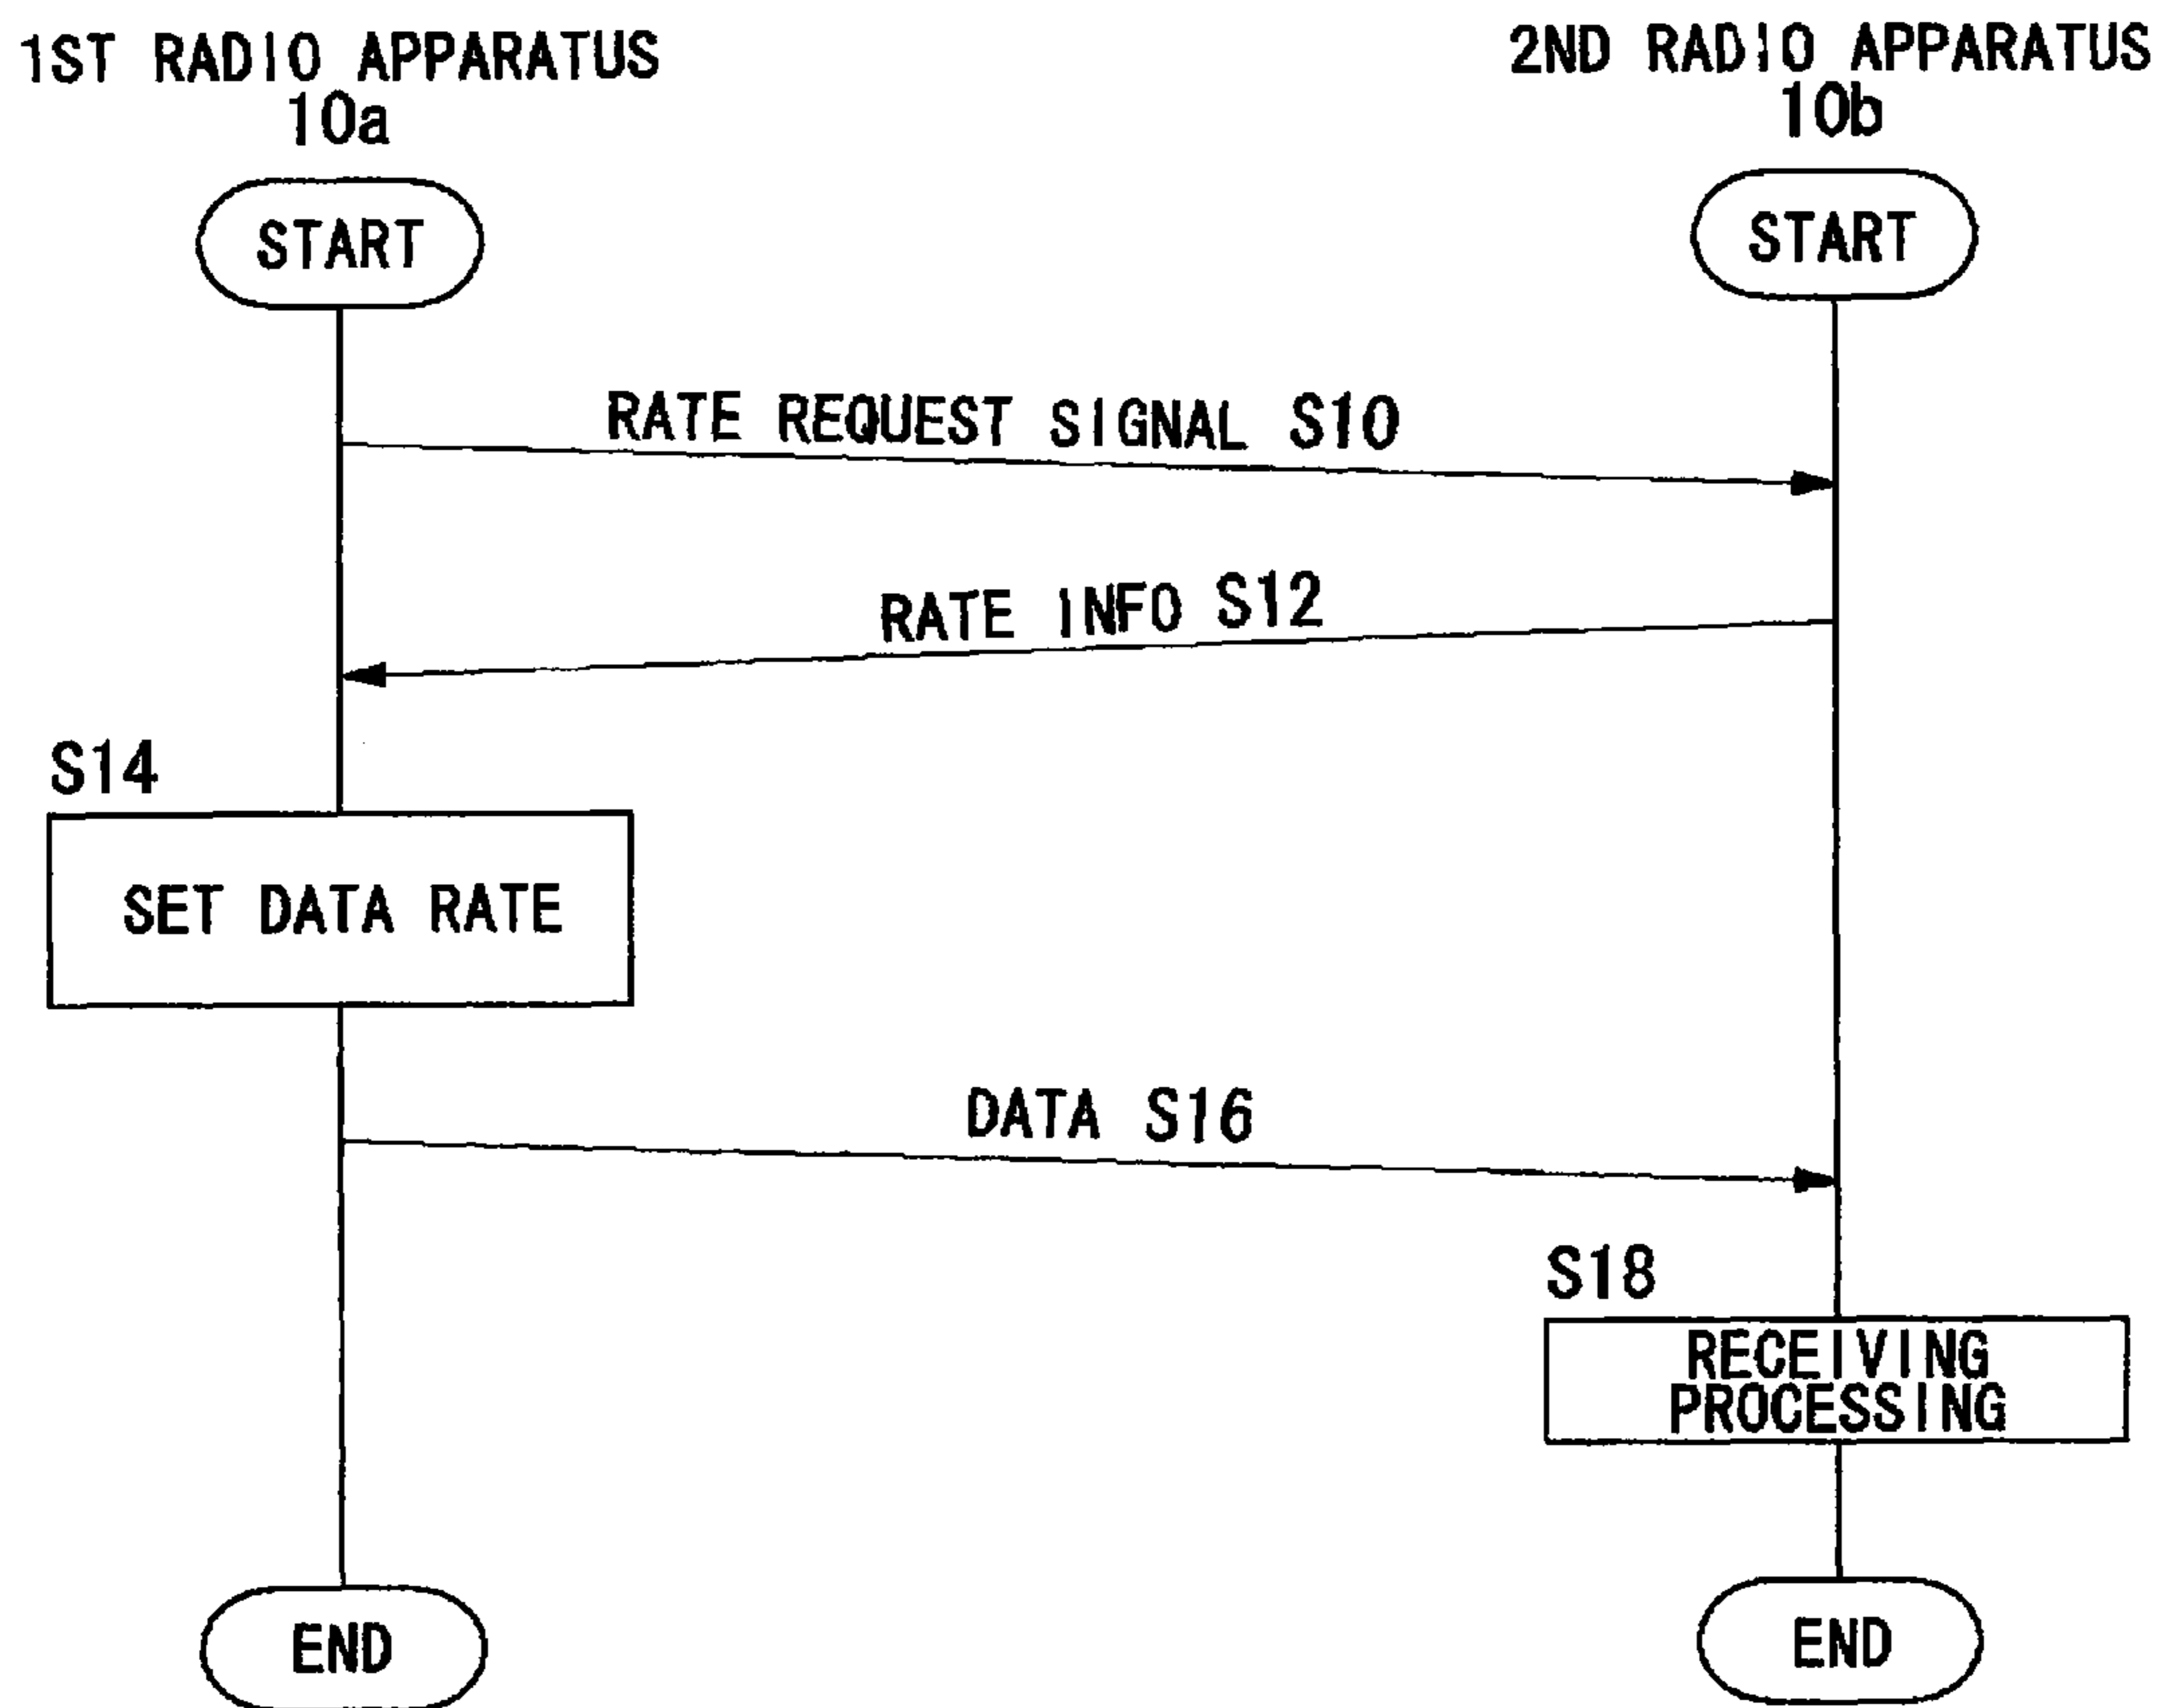 1ST RADIO APPARATUS
10a
2ND RADIO APPARATUS
10b
START
START
RATE REQUEST SIGNAL S10
RATE INFO S12
S14
SET DATA RATE
DATA S16
S18
RECEIVING
PROCESSING
END
END